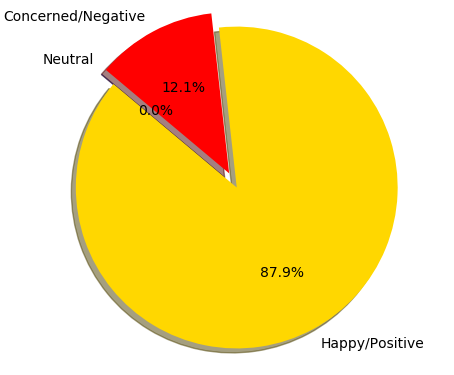 Concerned/Negative
Neutral
12.1%
0.0%
87.9%
Happy/Positive